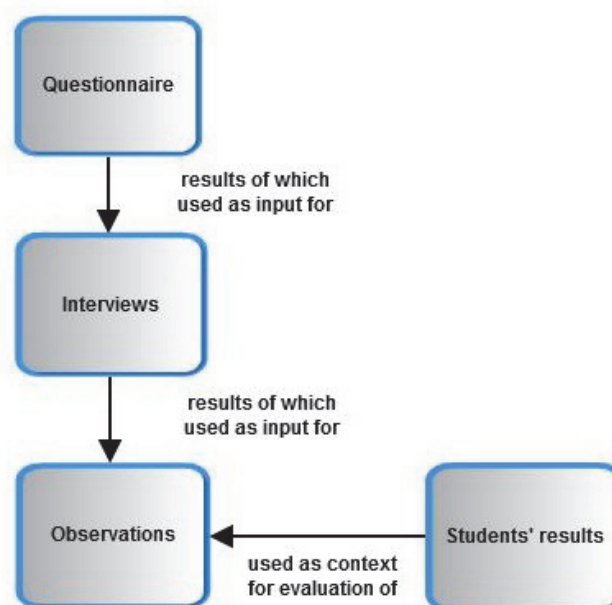 Questionnaire
results of which
used as input for
Interviews
results of which
used as input for
Observations
Students' results
used as context
for evaluation of